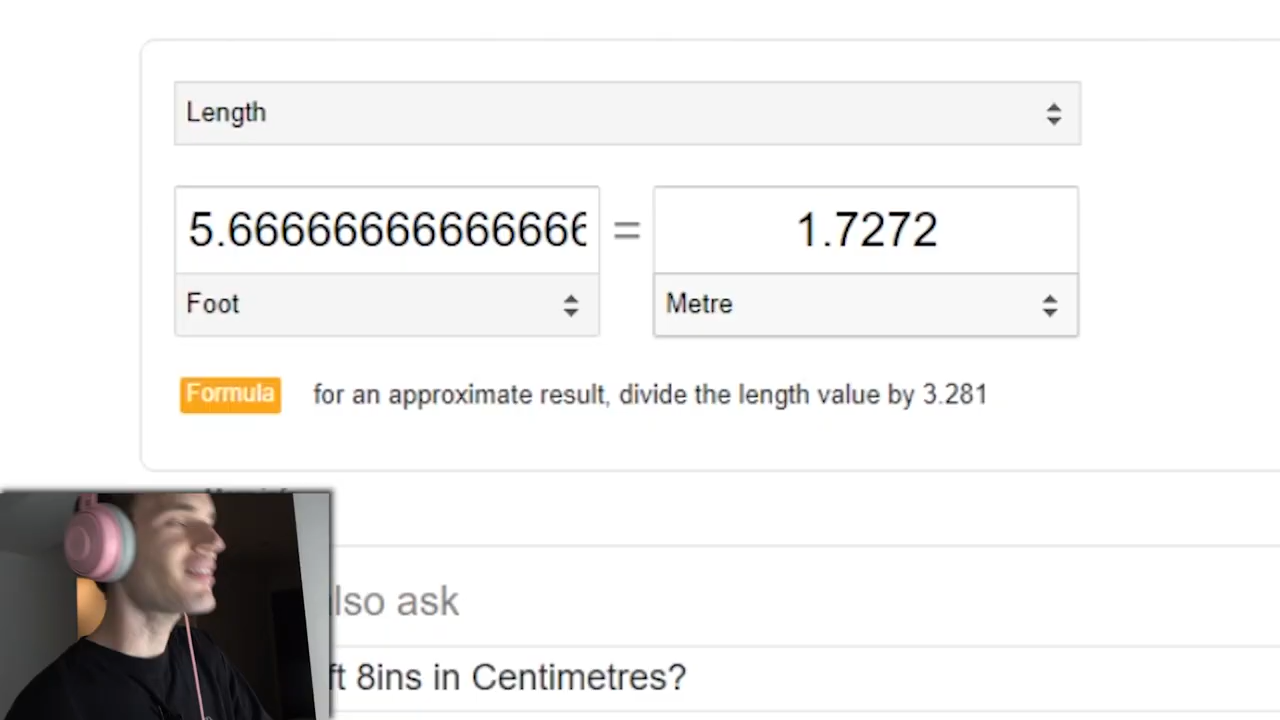 Length
5.66666666666666 = 1.7272
Foot Metre
Formula for an approximate result, divide the length value by 3.281
also ask
ft 8ins in Centimetres?